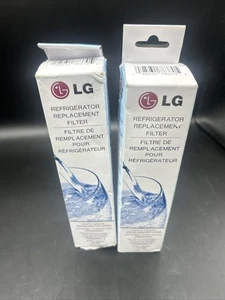 LG
REFRIGERATOR
REPLACEMENT
FILTER
FILTRE DE
REMPLACEMENT
POUR
RÉFRIGÉRATEUR
LG
REFRIGERATOR
REPLACEMENT
FILTER
FILTRE DE
REMPLACEMENT
POUR
RÉFRIGÉRATEUR